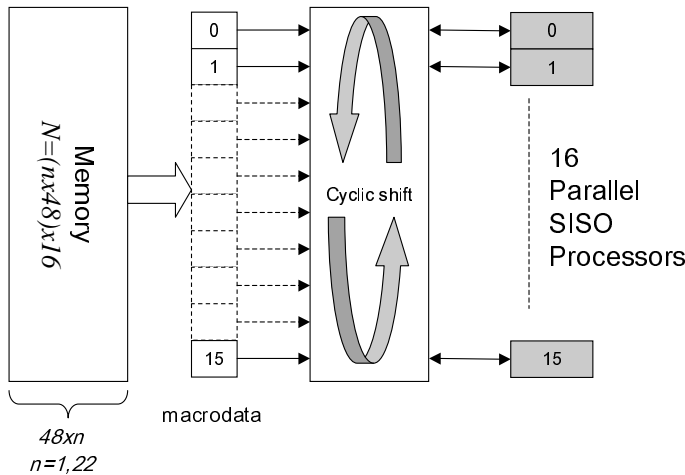 Memory
N=(nx48)x16
48xn
n=1,22
0
1
15
macrodata
Cyclic shift
0
1
15
16
Parallel
SISO
Processors